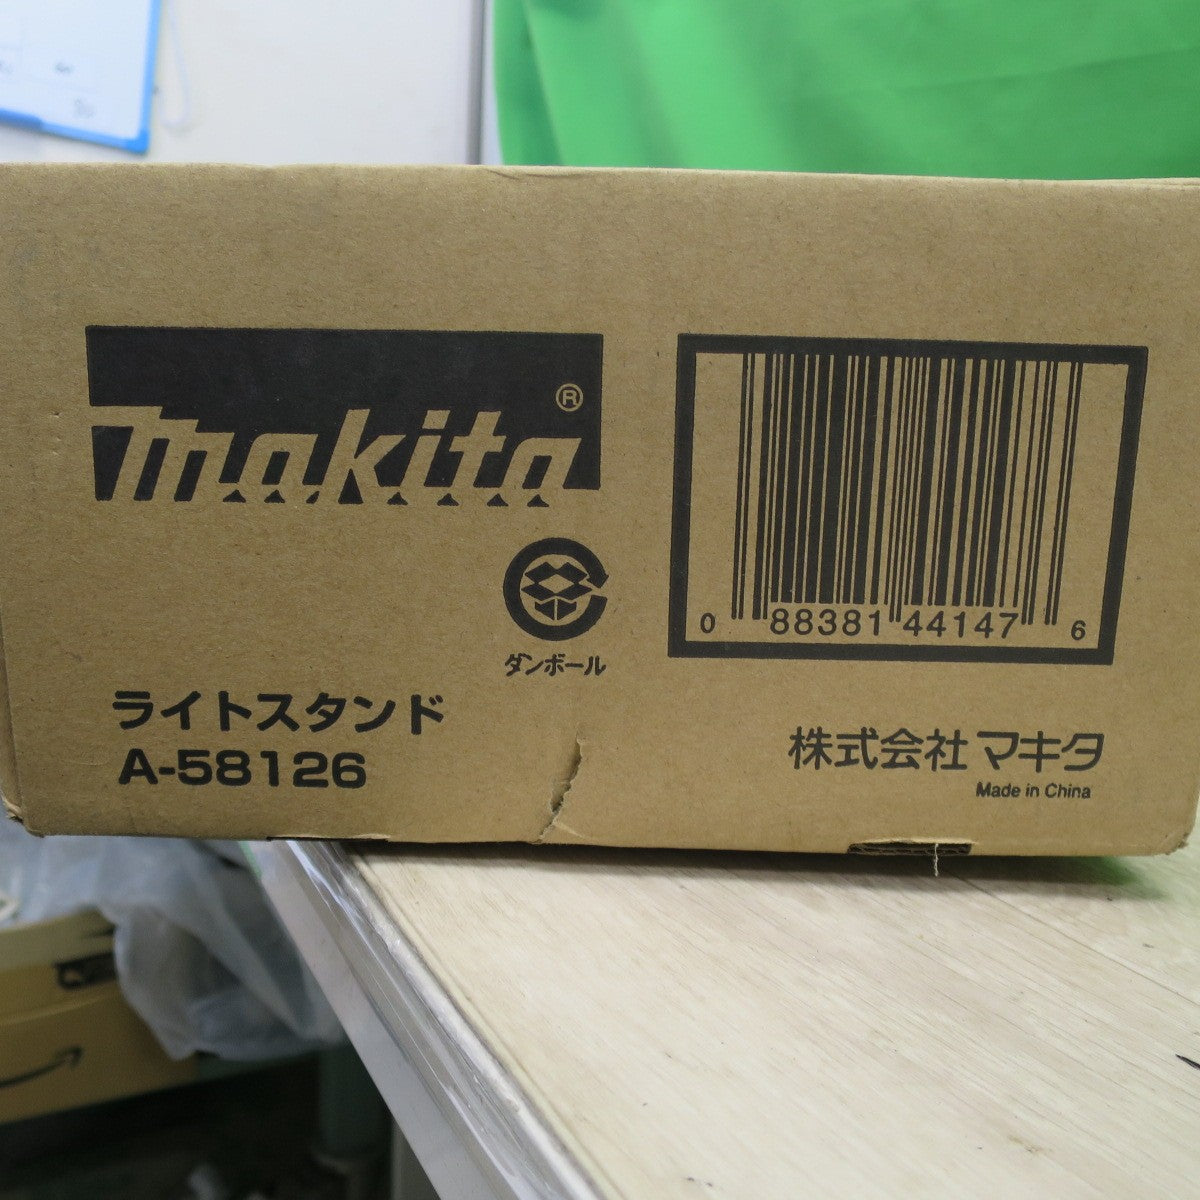 makita®
ダンボール
ライトスタンド
A-58126
0 88381 44147 6
株式会社 マキタ
Made in China